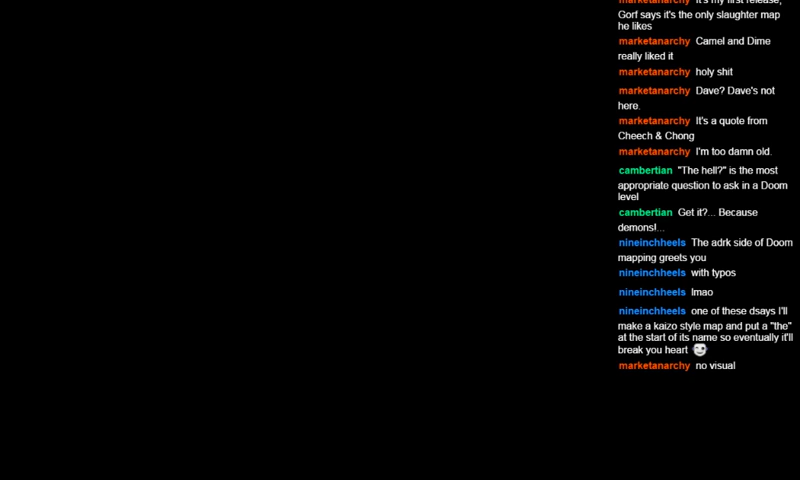 marketanarchy It's my first release,
Gorf says it's the only slaughter map
he likes
marketanarchy Camel and Dime
really liked it
marketanarchy holy shit
marketanarchy Dave? Dave's not
here.
marketanarchy It's a quote from
Cheech & Chong
marketanarchy I'm too damn old.
cambertian "The hell?" is the most
appropriate question to ask in a Doom
level
cambertian Get it?... Because
demons!...
nineinchheels The adrk side of Doom
mapping greets you
nineinchheels with typos
nineinchheels lmao
nineinchheels one of these dsays I'll
make a kaizo style map and put a "the"
at the start of its name so eventually it'll
break you heart
marketanarchy no visual